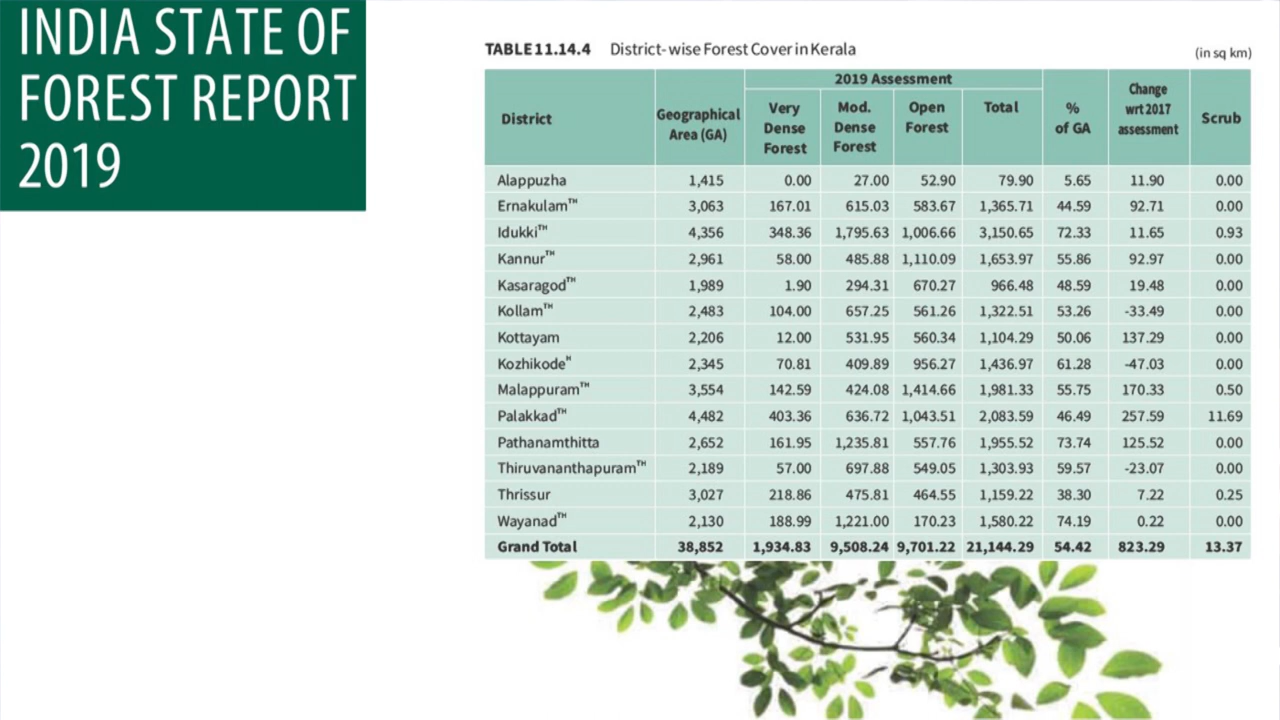 INDIA STATE OF
FOREST REPORT
2019
TABLE 11.14.4 District-wise Forest Cover in Kerala
(in sq km)
District Geographical Area (GA) 2019 Assessment Very Dense Forest Mod. Dense Forest Open Forest Total % of GA Change wrt 2017 assessment Scrub
Alappuzha 1,415 0.00 27.00 52.90 79.90 5.65 11.90 0.00
Ernakulam™ 3,063 167.01 615.03 583.67 1,365.71 44.59 92.71 0.00
Idukki™ 4,356 348.36 1,795.63 1,006.66 3,150.65 72.33 11.65 0.93
Kannur™ 2,961 58.00 485.88 1,110.09 1,653.97 55.86 92.97 0.00
Kasaragod™ 1,989 1.90 294.31 670.27 966.48 48.59 19.48 0.00
Kollam™ 2,483 104.00 657.25 561.26 1,322.51 53.26 -33.49 0.00
Kottayam 2,206 12.00 531.95 560.34 1,104.29 50.06 137.29 0.00
Kozhikodeᴴ 2,345 70.81 409.89 956.27 1,436.97 61.28 -47.03 0.00
Malappuramᵀᴴ 3,554 142.59 424.08 1,414.66 1,981.33 55.75 170.33 0.50
Palakkadᵀᴴ 4,482 403.36 636.72 1,043.51 2,083.59 46.49 257.59 11.69
Pathanamthitta 2,652 161.95 1,235.81 557.76 1,955.52 73.74 125.52 0.00
Thiruvananthapuramᵀᴴ 2,189 57.00 697.88 549.05 1,303.93 59.57 -23.07 0.00
Thrissur 3,027 218.86 475.81 464.55 1,159.22 38.30 7.22 0.25
Wayanadᵀᴴ 2,130 188.99 1,221.00 170.23 1,580.22 74.19 0.22 0.00
Grand Total 38,852 1,934.83 9,508.24 9,701.22 21,144.29 54.42 823.29 13.37